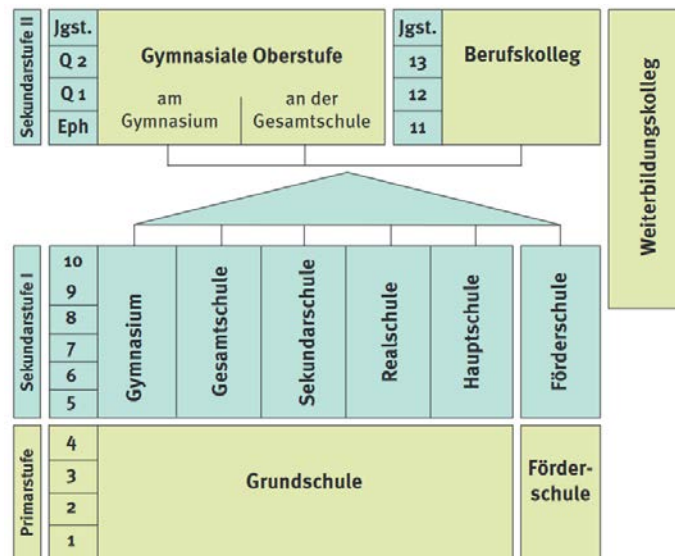 Sekundarstufe II
Jgst.
Q 2
Q 1
Eph
Gymnasiale Oberstufe
am
Gymnasium
an der
Gesamtschule
Jgst.
13
12
11
Berufskolleg
Weiterbildungskolleg
Sekundarstufe I
10
9
8
7
6
5
Gymnasium
Gesamtschule
Sekundarschule
Realschule
Hauptschule
Förderschule
Primarstufe
4
3
2
1
Grundschule
Förder-
schule